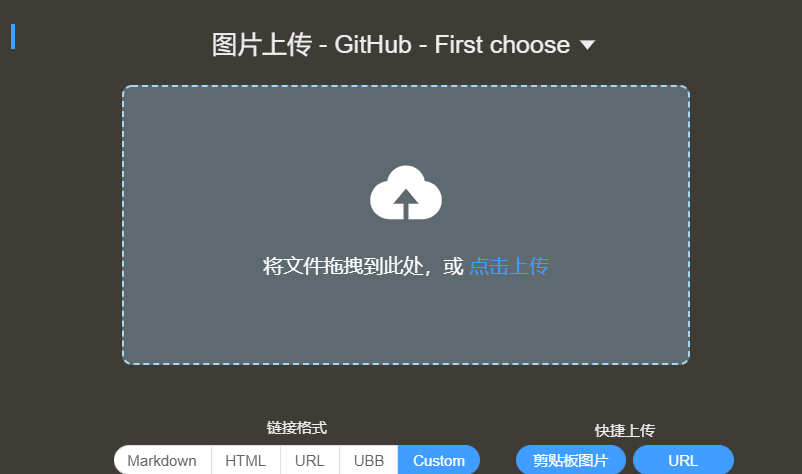 图片上传 - GitHub - First choose
将文件拖拽到此处，或 点击上传
链接格式
快捷上传
Markdown HTML URL UBB Custom
剪贴板图片 URL